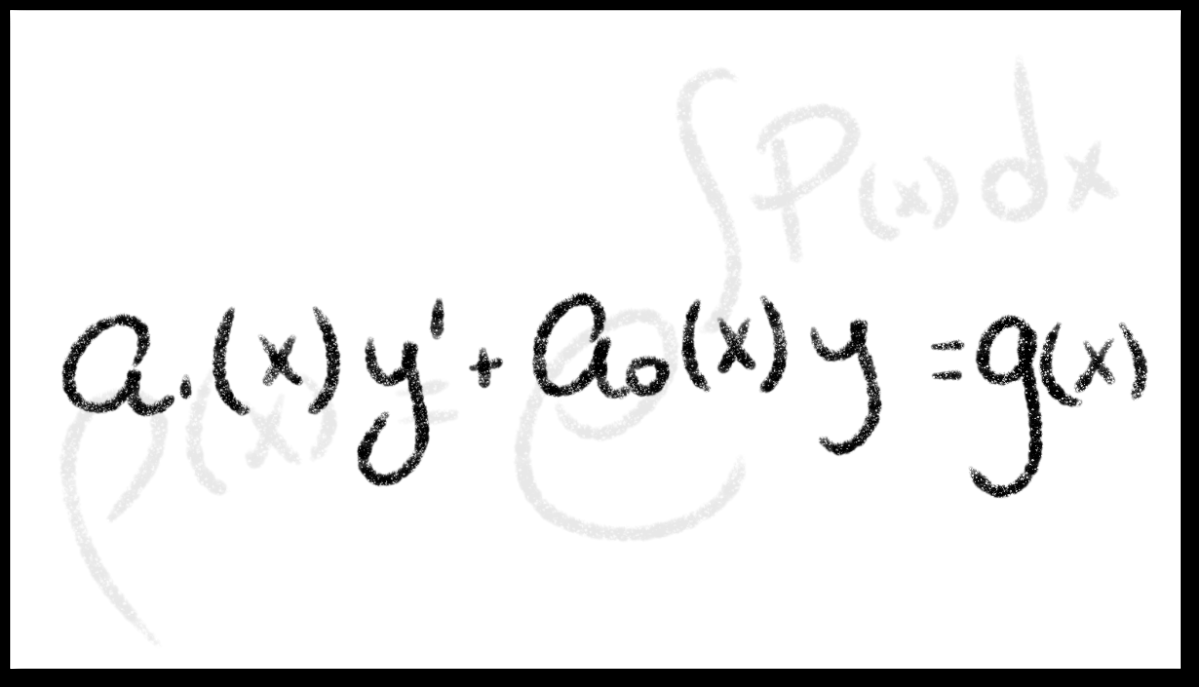 a₁(x)y' + a₀(x)y = g(x)
μ(x) = e^∫P(x)dx